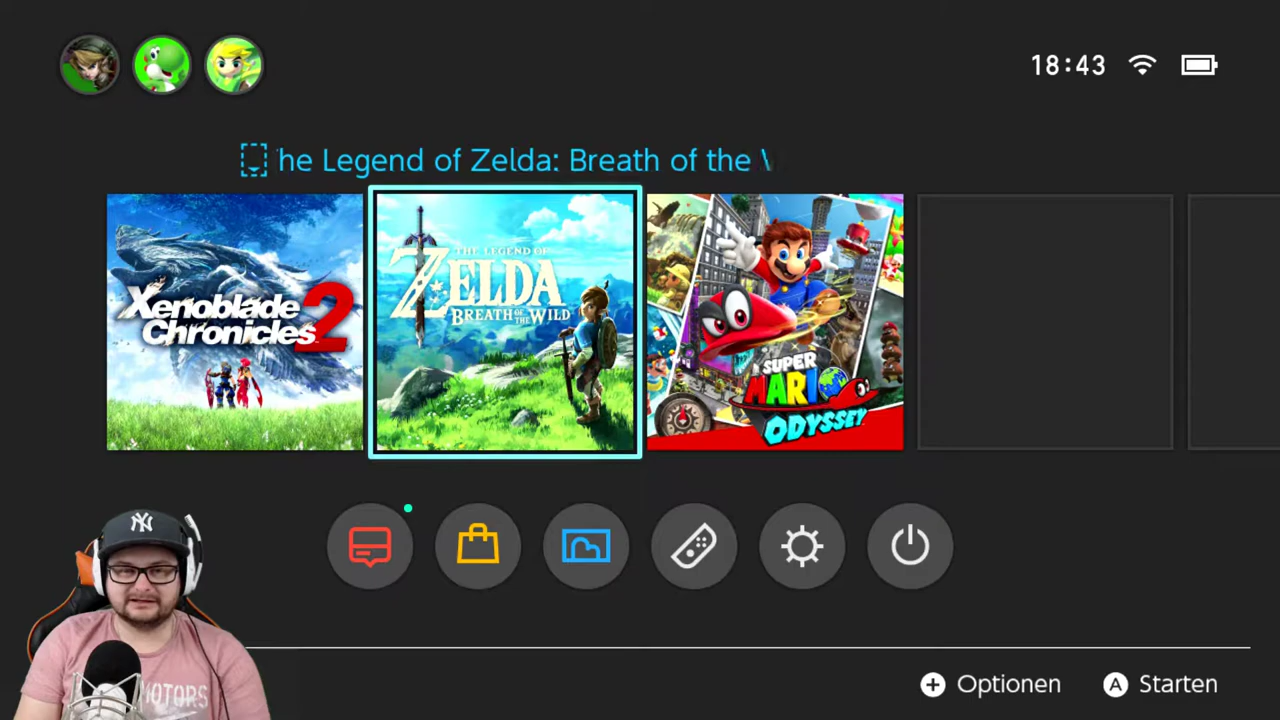 18:43
he Legend of Zelda: Breath of the
Xenoblade
Chronicles 2
THE LEGEND OF
ZELDA
BREATH OF THE WILD
SUPER
MARIO
ODYSSEY
NY
MOTORS
+ Optionen
A Starten